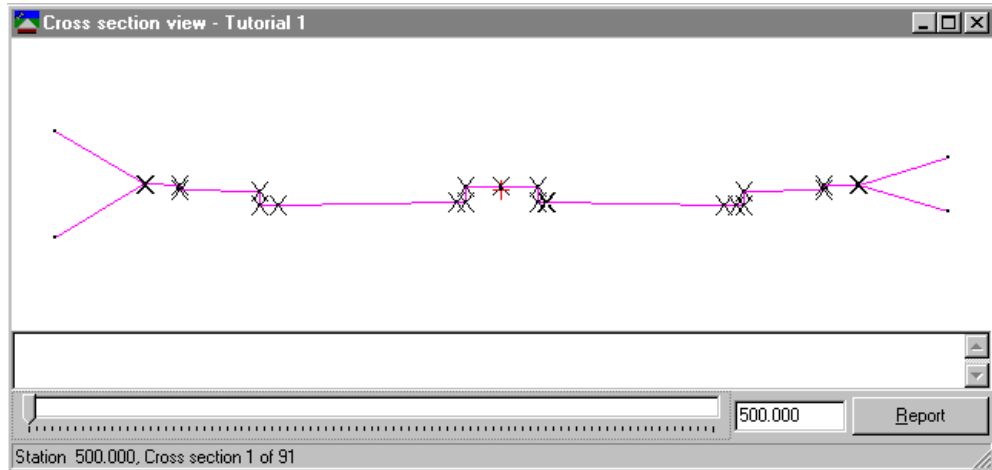 Cross section view - Tutorial 1
500.000
Report
Station 500.000, Cross section 1 of 91